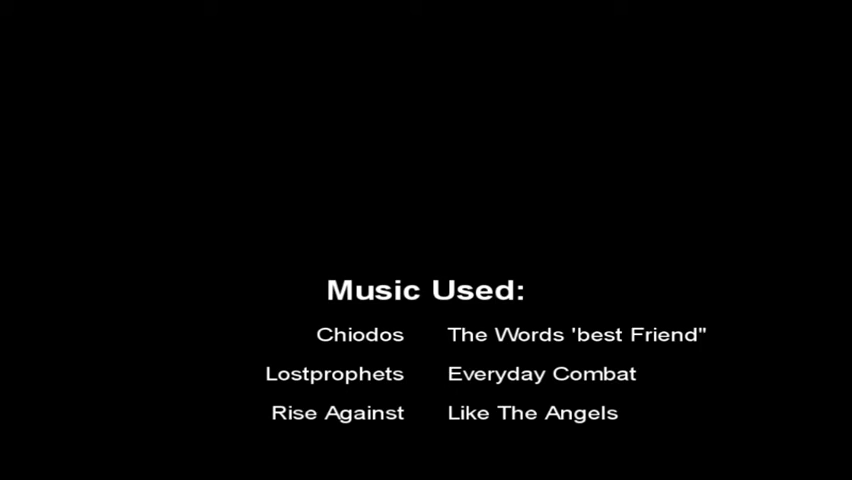 Music Used:
Chiodos The Words 'best Friend"
Lostprophets Everyday Combat
Rise Against Like The Angels